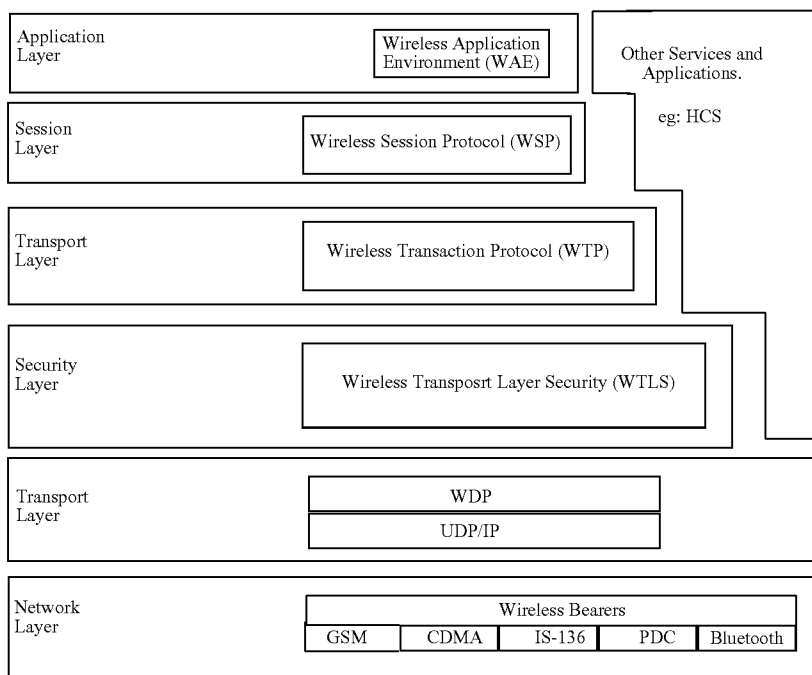 Application
Layer
Wireless Application
Environment (WAE)
Other Services and
Applications.
eg: HCS
Session
Layer
Wireless Session Protocol (WSP)
Transport
Layer
Wireless Transaction Protocol (WTP)
Security
Layer
Wireless Transposrt Layer Security (WTLS)
Transport
Layer
WDP
UDP/IP
Network
Layer
Wireless Bearers
GSM CDMA IS-136 PDC Bluetooth